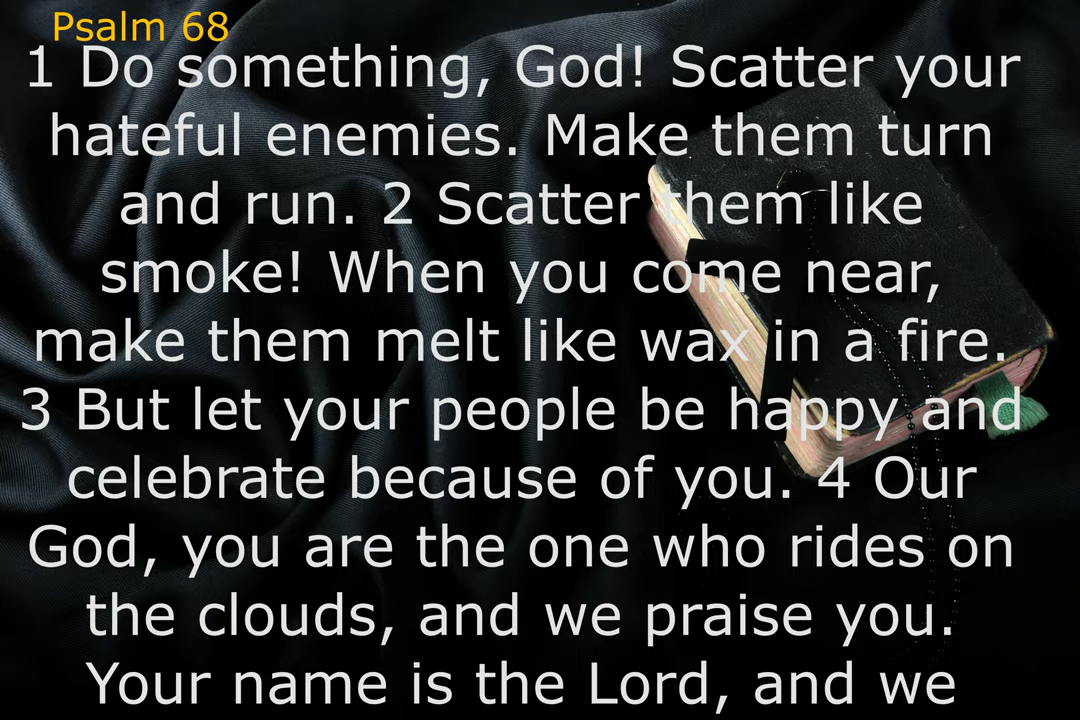 Psalm 68
1 Do something, God! Scatter your
hateful enemies. Make them turn
and run. 2 Scatter them like
smoke! When you come near,
make them melt like wax in a fire.
3 But let your people be happy and
celebrate because of you. 4 Our
God, you are the one who rides on
the clouds, and we praise you.
Your name is the Lord, and we